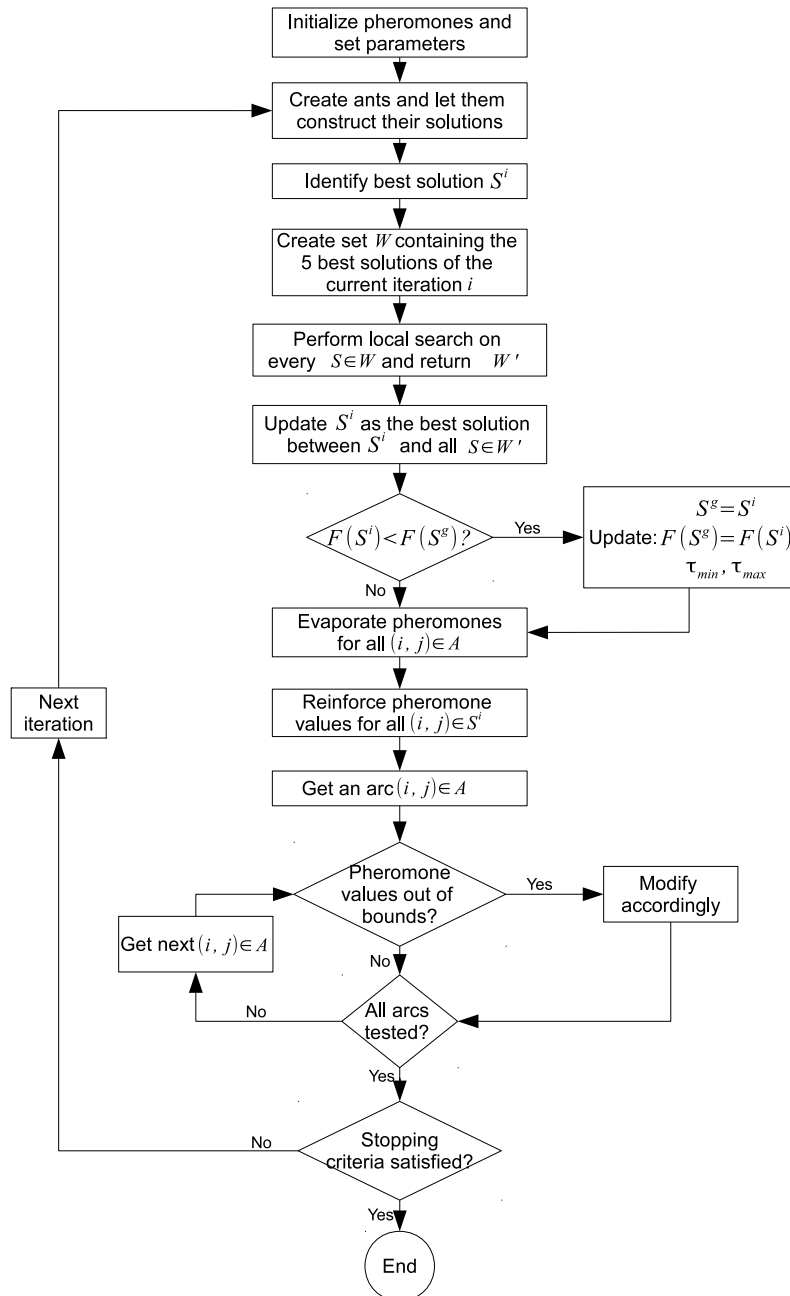 Initialize pheromones and
set parameters
Create ants and let them
construct their solutions
Identify best solution S^i
Create set W containing the
5 best solutions of the
current iteration i
Perform local search on
every S∈W and return W'
Update S^i as the best solution
between S^i and all S∈W'
F(S^i)<F(S^g)?
Yes
S^g=S^i
Update: F(S^g)=F(S^i)
τ_min, τ_max
No
Evaporate pheromones
for all (i, j)∈A
Reinforce pheromone
values for all (i, j)∈S^i
Next
iteration
Get an arc (i, j)∈A
Pheromone
values out of
bounds?
Yes
Modify
accordingly
Get next (i, j)∈A
No
All arcs
tested?
No
Yes
Stopping
criteria satisfied?
No
Yes
End